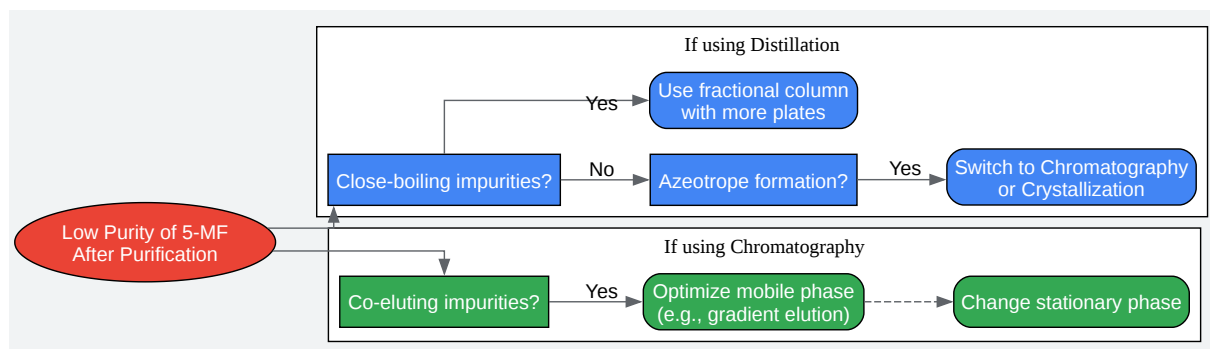 If using Distillation
Use fractional column
with more plates
Yes
Close-boiling impurities?
No
Azeotrope formation?
Yes
Switch to Chromatography
or Crystallization
Low Purity of 5-MF
After Purification
If using Chromatography
Co-eluting impurities?
Yes
Optimize mobile phase
(e.g., gradient elution)
Change stationary phase